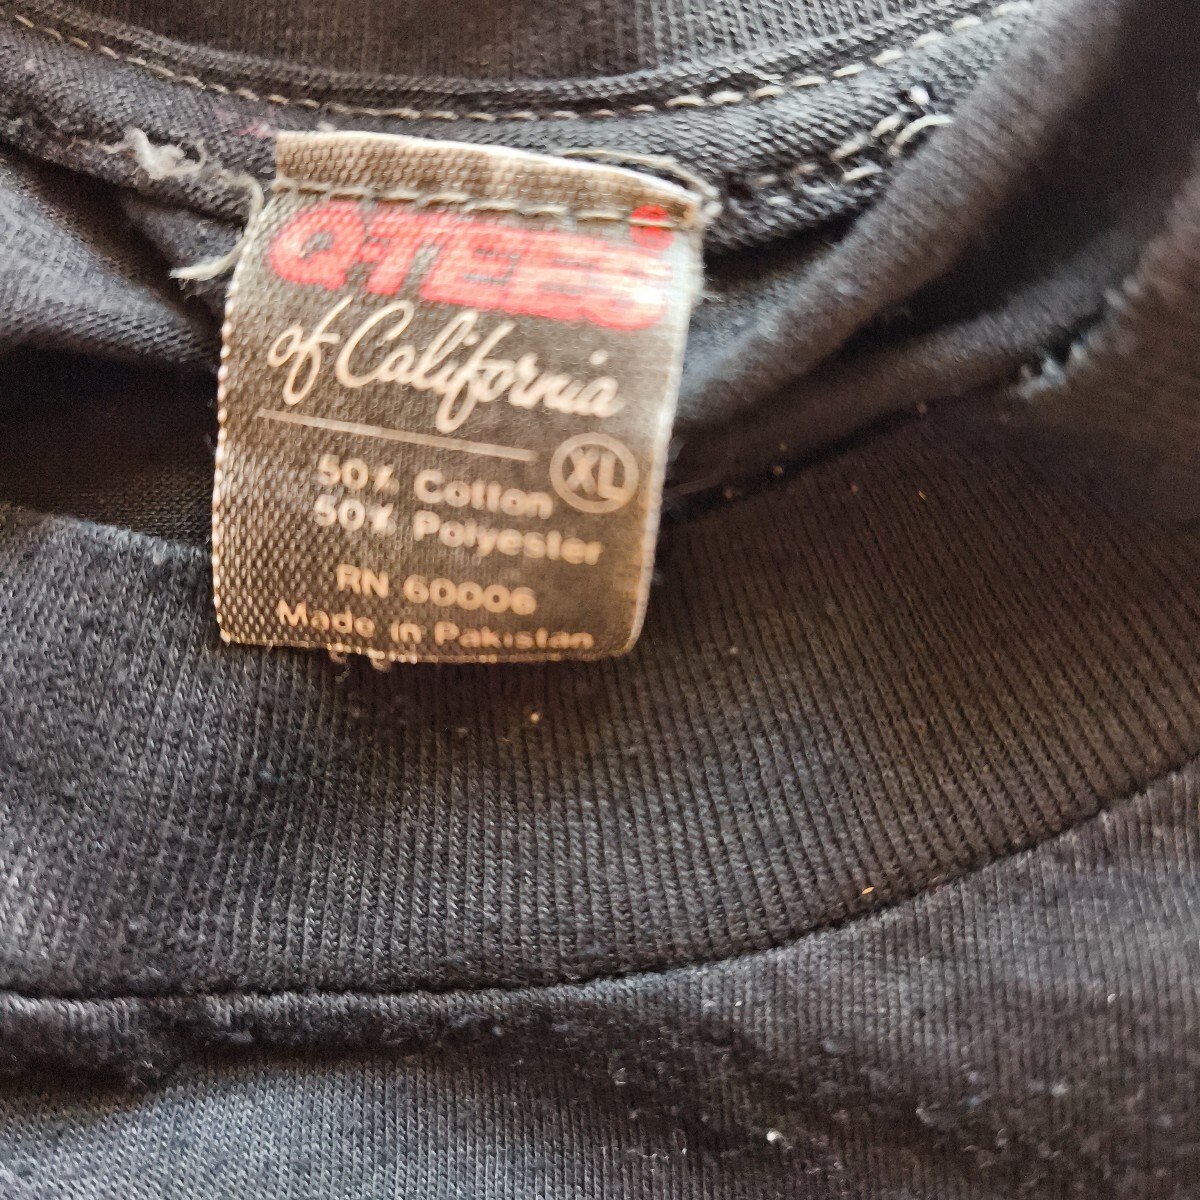 Q-TEES
of California
XL
50% Cotton
50% Polyester
RN 60006
Made in Pakistan